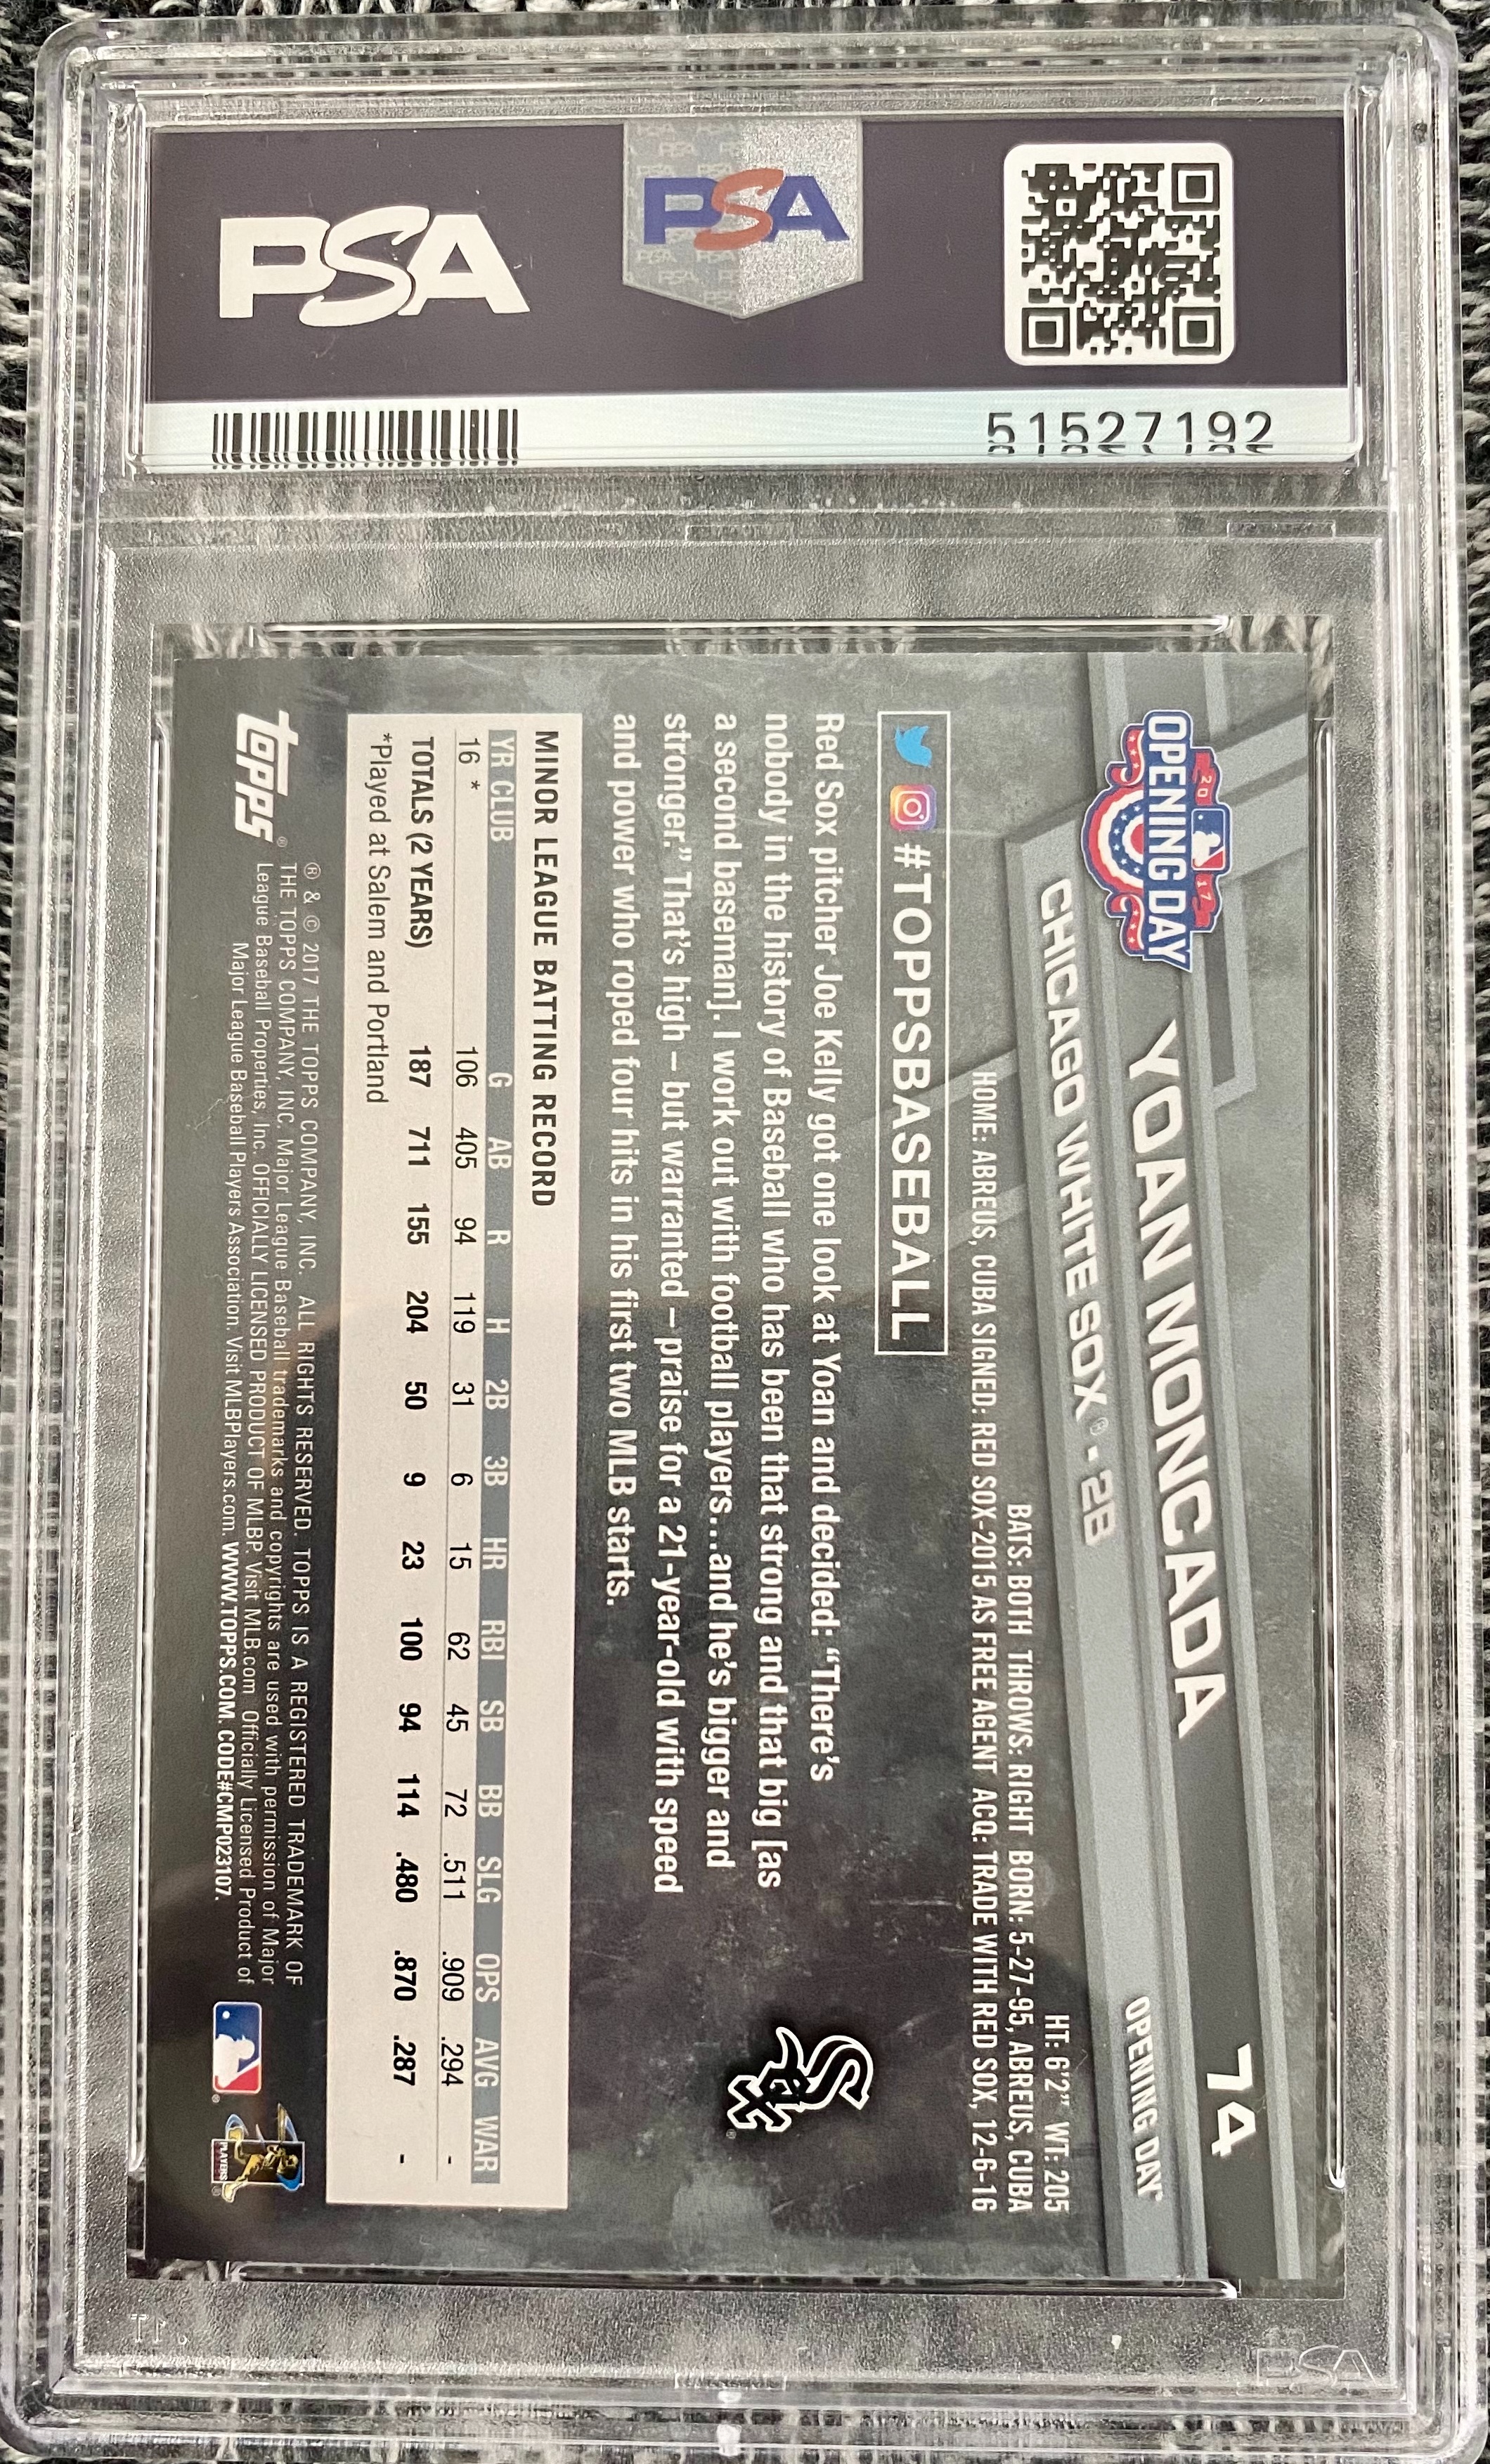 PSA
PSA
51527192
74
OPENING DAY
2017
OPENING DAY
YOAN MONCADA
CHICAGO WHITE SOX® - 2B
HT: 6'2" WT: 205
BATS: BOTH THROWS: RIGHT BORN: 5-27-95, ABREUS, CUBA
HOME: ABREUS, CUBA SIGNED: RED SOX-2015 AS FREE AGENT ACQ: TRADE WITH RED SOX, 12-6-16
#TOPPSBASEBALL
Red Sox pitcher Joe Kelly got one look at Yoan and decided: “There's
nobody in the history of Baseball who has been that strong and that big [as
a second baseman]. I work out with football players...and he's bigger and
stronger.” That's high – but warranted – praise for a 21-year-old with speed
and power who roped four hits in his first two MLB starts.
Sox
MINOR LEAGUE BATTING RECORD
YR CLUB G AB R H 2B 3B HR RBI SB BB SLG OPS AVG WAR
16 * 106 405 94 119 31 6 15 62 45 72 .511 .909 .294 -
TOTALS (2 YEARS) 187 711 155 204 50 9 23 100 94 114 .480 .870 .287 -
*Played at Salem and Portland
topps®
® & © 2017 THE TOPPS COMPANY, INC. ALL RIGHTS RESERVED. TOPPS IS A REGISTERED TRADEMARK OF
THE TOPPS COMPANY, INC. Major League Baseball trademarks and copyrights are used with permission of Major
League Baseball Properties, Inc. OFFICIALLY LICENSED PRODUCT OF MLBP. Visit MLB.com Officially Licensed Product of
Major League Baseball Players Association. Visit MLBPlayers.com. WWW.TOPPS.COM. CODE#CMP023107.
PLAYERS
PSA